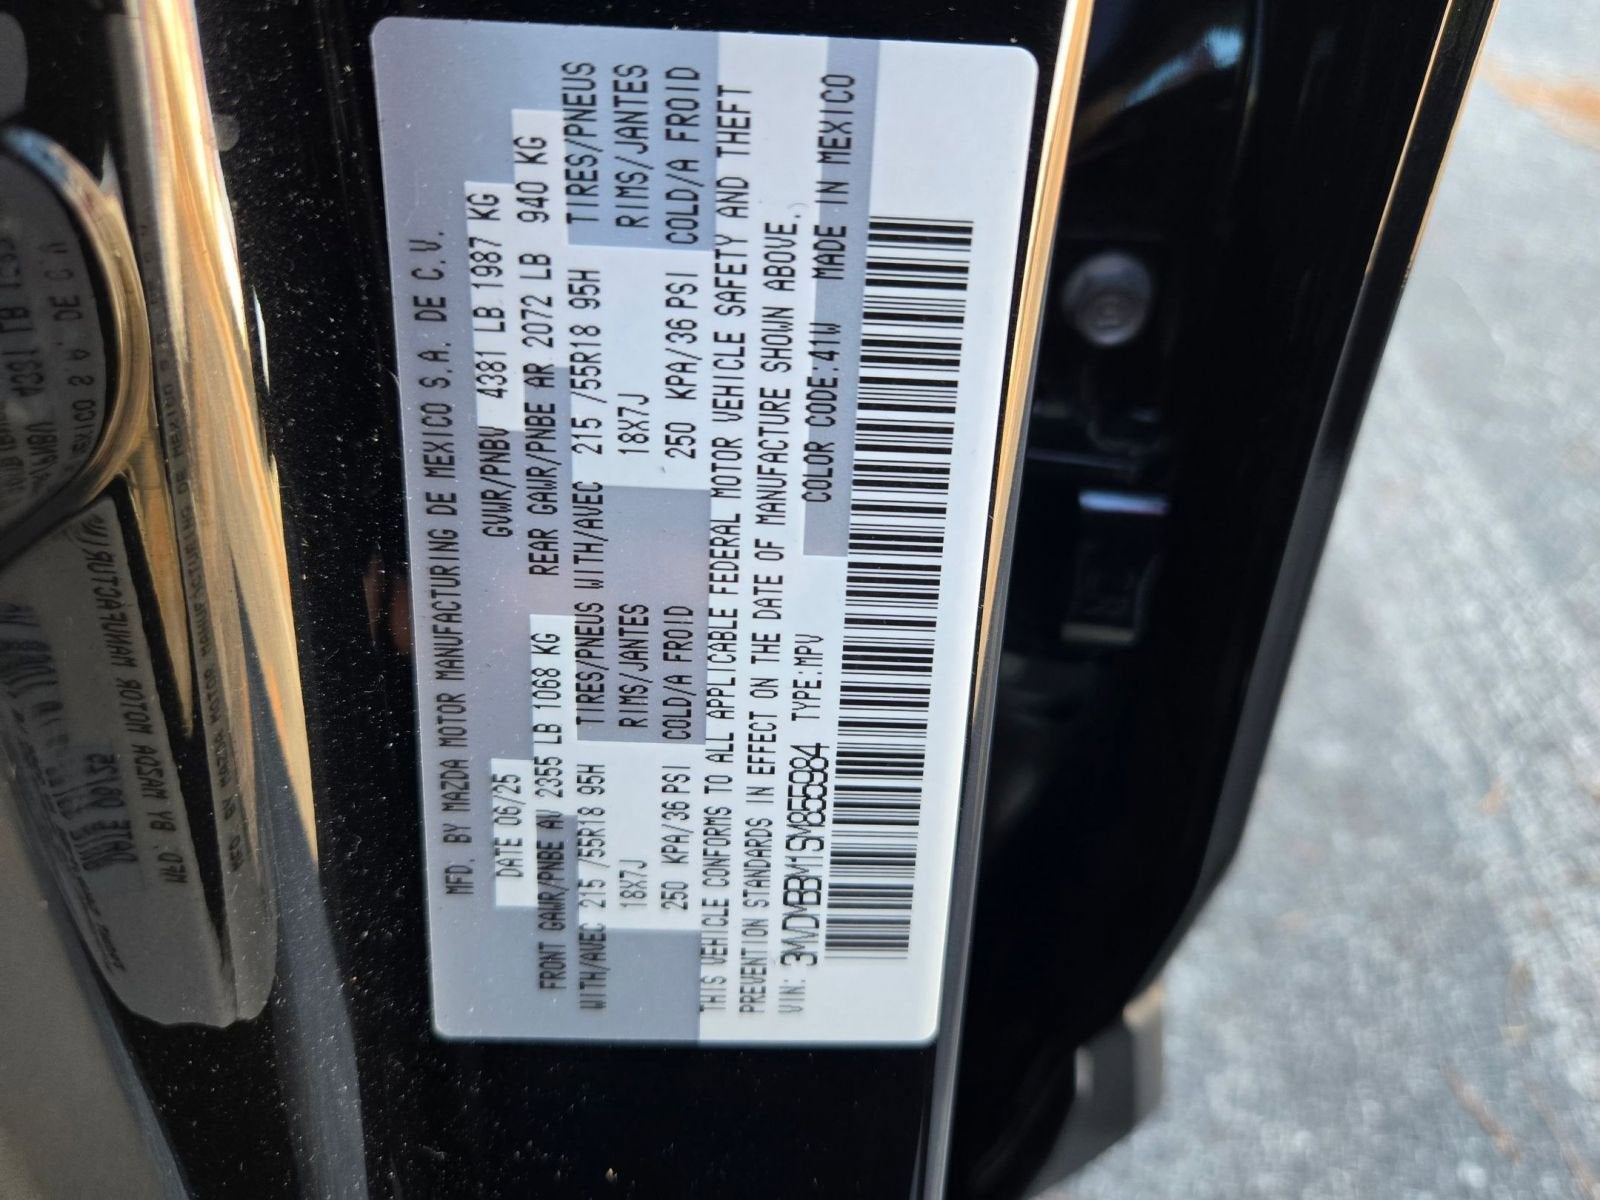 MFD. BY MAZDA MOTOR MANUFACTURING DE MEXICO S.A. DE C.V.
DATE 06/25 GVWR/PNBV 4381 LB 1987 KG
FRONT GAWR/PNBE AV 2355 LB 1068 KG REAR GAWR/PNBE AR 2072 LB 940 KG
WITH/AVEC 215 /55R18 95H TIRES/PNEUS WITH/AVEC 215 /55R18 95H TIRES/PNEUS
18X7J RIMS/JANTES 18X7J RIMS/JANTES
250 KPA/36 PSI COLD/A FROID 250 KPA/36 PSI COLD/A FROID
THIS VEHICLE CONFORMS TO ALL APPLICABLE FEDERAL MOTOR VEHICLE SAFETY AND THEFT
PREVENTION STANDARDS IN EFFECT ON THE DATE OF MANUFACTURE SHOWN ABOVE.
VIN: 3MVDMBBM1SM855984 TYPE:MPV COLOR CODE:41W MADE IN MEXICO